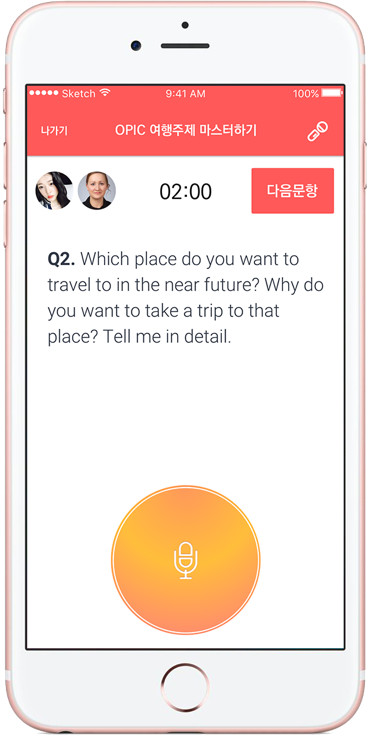 Sketch 9:41 AM 100%
나가기 OPIC 여행주제 마스터하기
02:00 다음문항
Q2. Which place do you want to
travel to in the near future? Why do
you want to take a trip to that
place? Tell me in detail.